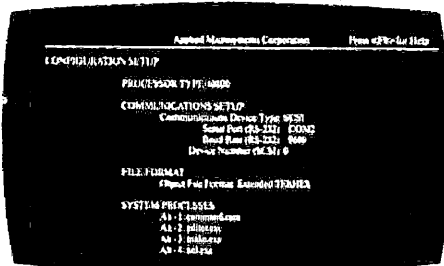 Applied Microsystems Corporation Press <F1> for Help
CONFIGURATION SETUP
PROCESSOR TYPE:
COMMUNICATIONS SETUP
Communications Device Type: SCSI
Serial Port (RS-232): COM2
Baud Rate (RS-232): 9600
Device Number (SCSI): 0
FILE FORMAT
Object File Format: Extended TEKHEX
SYSTEM PROCESSES
Alt - 1: command.com
Alt - 2: editor.exe
Alt - 3: make.exe
Alt - 4: